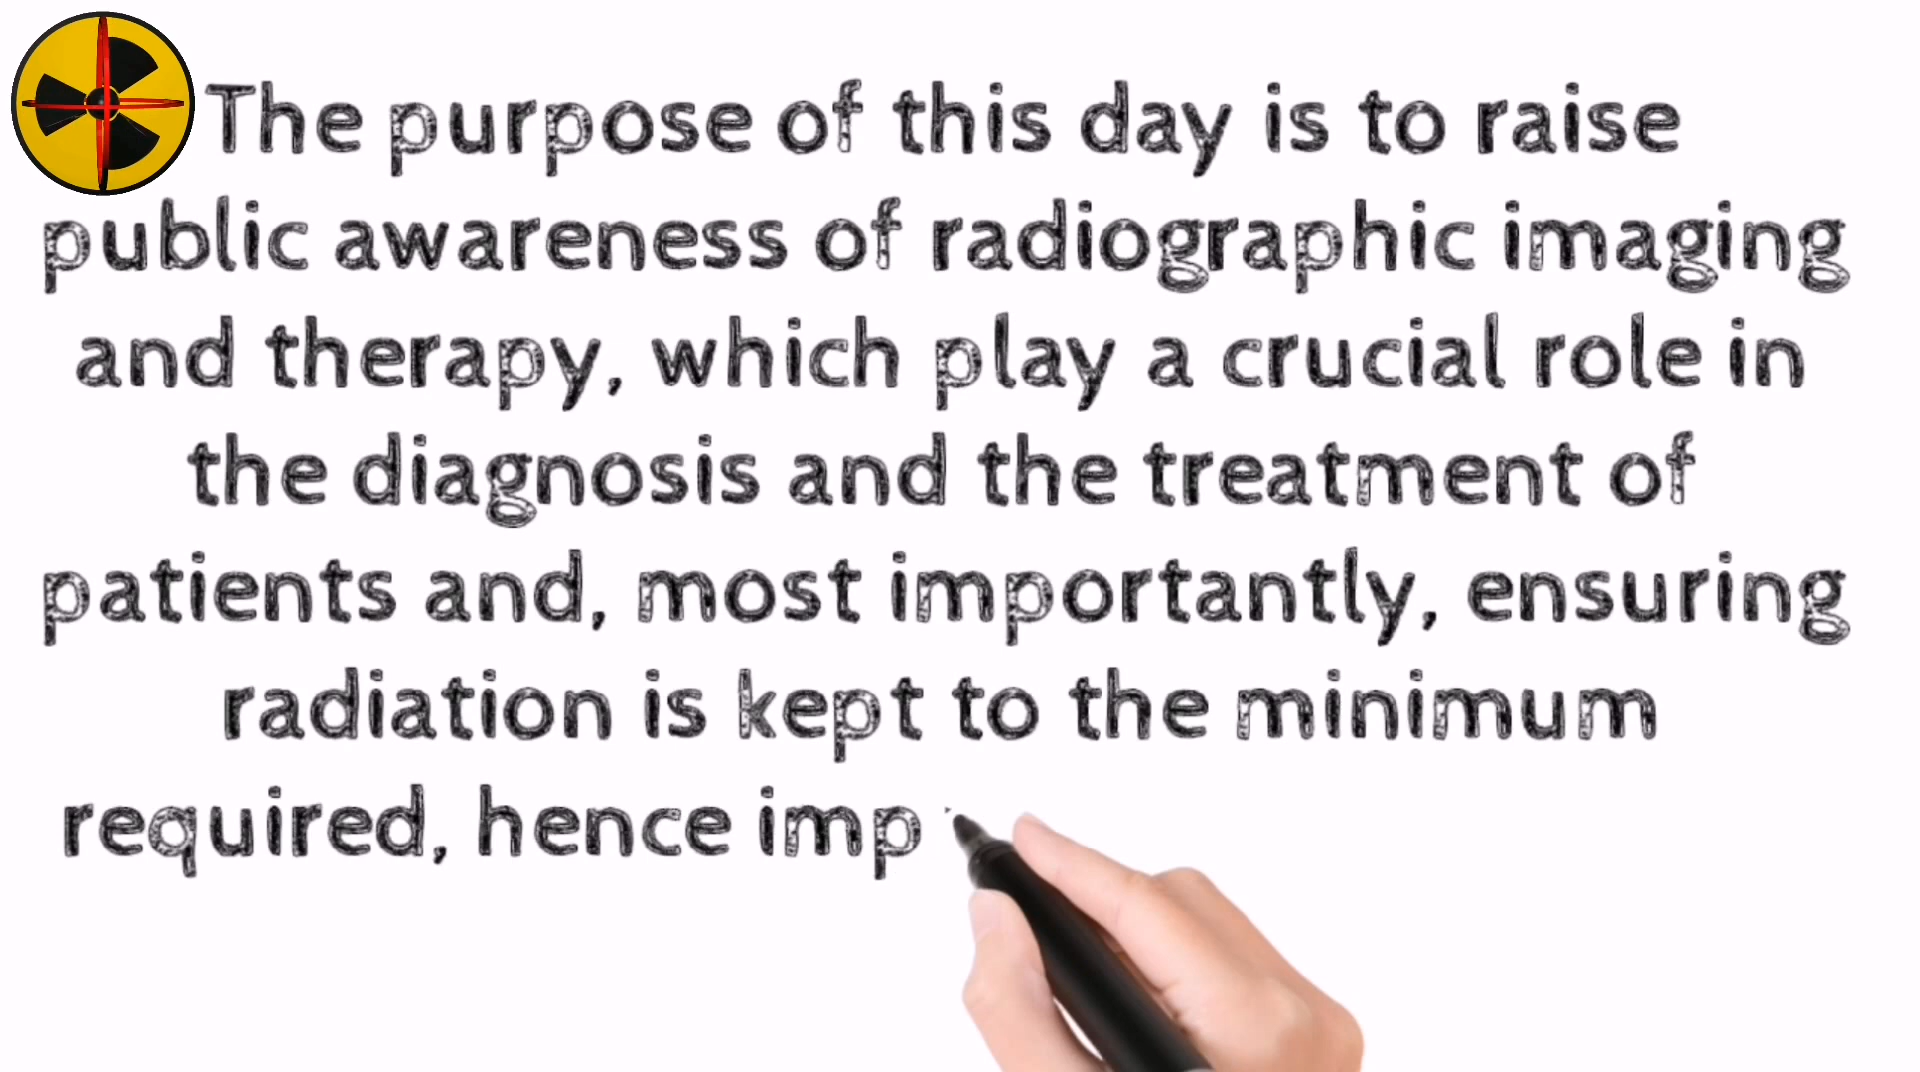 The purpose of this day is to raise
public awareness of radiographic imaging
and therapy, which play a crucial role in
the diagnosis and the treatment of
patients and, most importantly, ensuring
radiation is kept to the minimum
required, hence imp